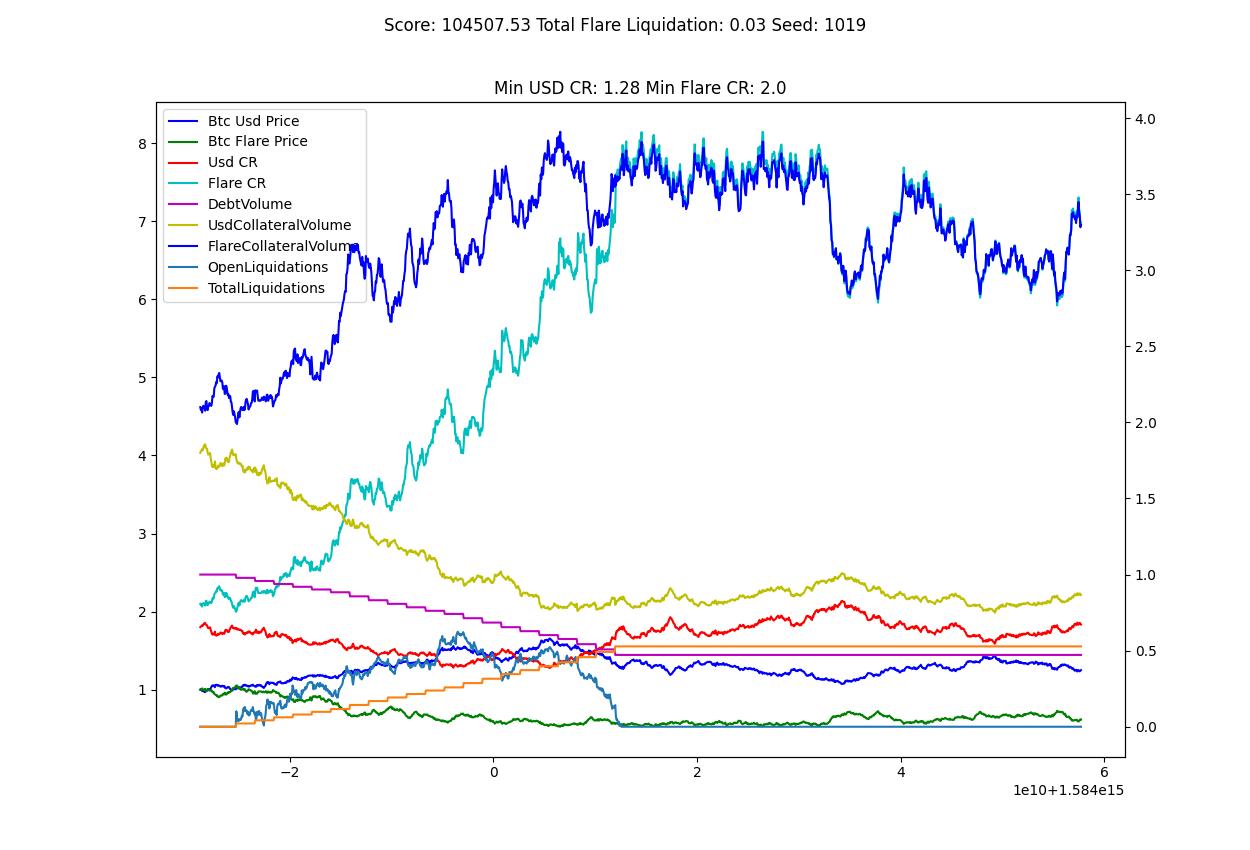 Score: 104507.53 Total Flare Liquidation: 0.03 Seed: 1019
Min USD CR: 1.28 Min Flare CR: 2.0
Btc Usd Price
Btc Flare Price
Usd CR
Flare CR
DebtVolume
UsdCollateralVolume
FlareCollateralVolume
OpenLiquidations
TotalLiquidations
8
7
6
5
4
3
2
1
4.0
3.5
3.0
2.5
2.0
1.5
1.0
0.5
0.0
−2 0 2 4 6
1e10+1.584e15